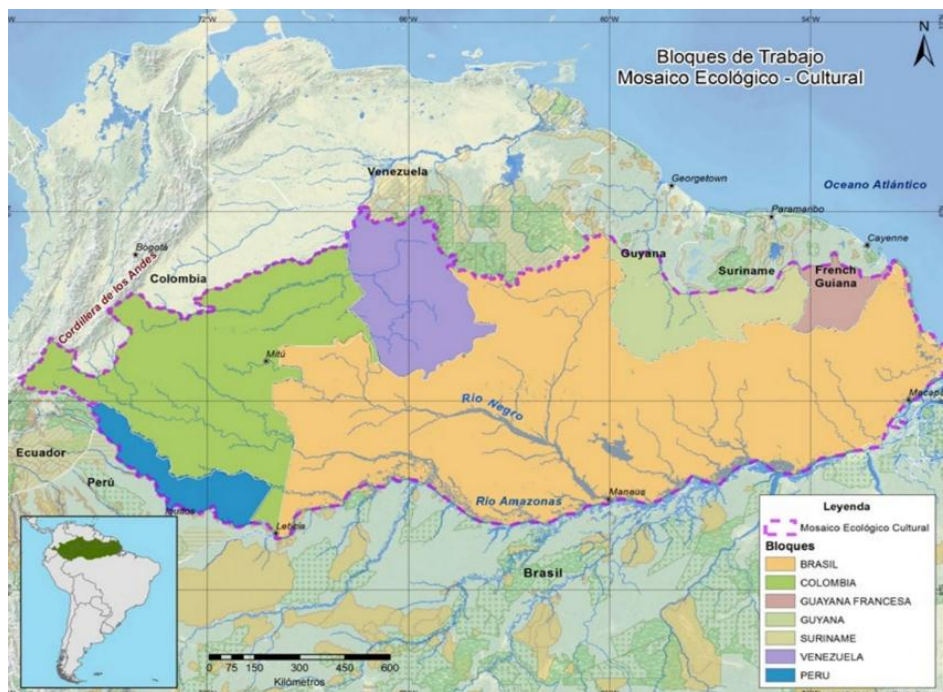 72°W
66°W
60°W
54°W
N
Bloques de Trabajo
Mosaico Ecológico - Cultural
Venezuela
Georgetown
Oceano Atlántico
Paramaribo
Bogotá
Cayenne
Colombia
Guyana
Suriname
French
Guiana
Cordillera de los Andes
Mitú
Rio Negro
Macapá
Ecuador
Perú
Rio Amazonas
Manaus
Iquitos
Leticia
Brasil
Leyenda
Mosaico Ecológico Cultural
Bloques
BRASIL
COLOMBIA
GUAYANA FRANCESA
GUYANA
SURINAME
VENEZUELA
PERU
0 75 150 300 450 600
Kilómetros